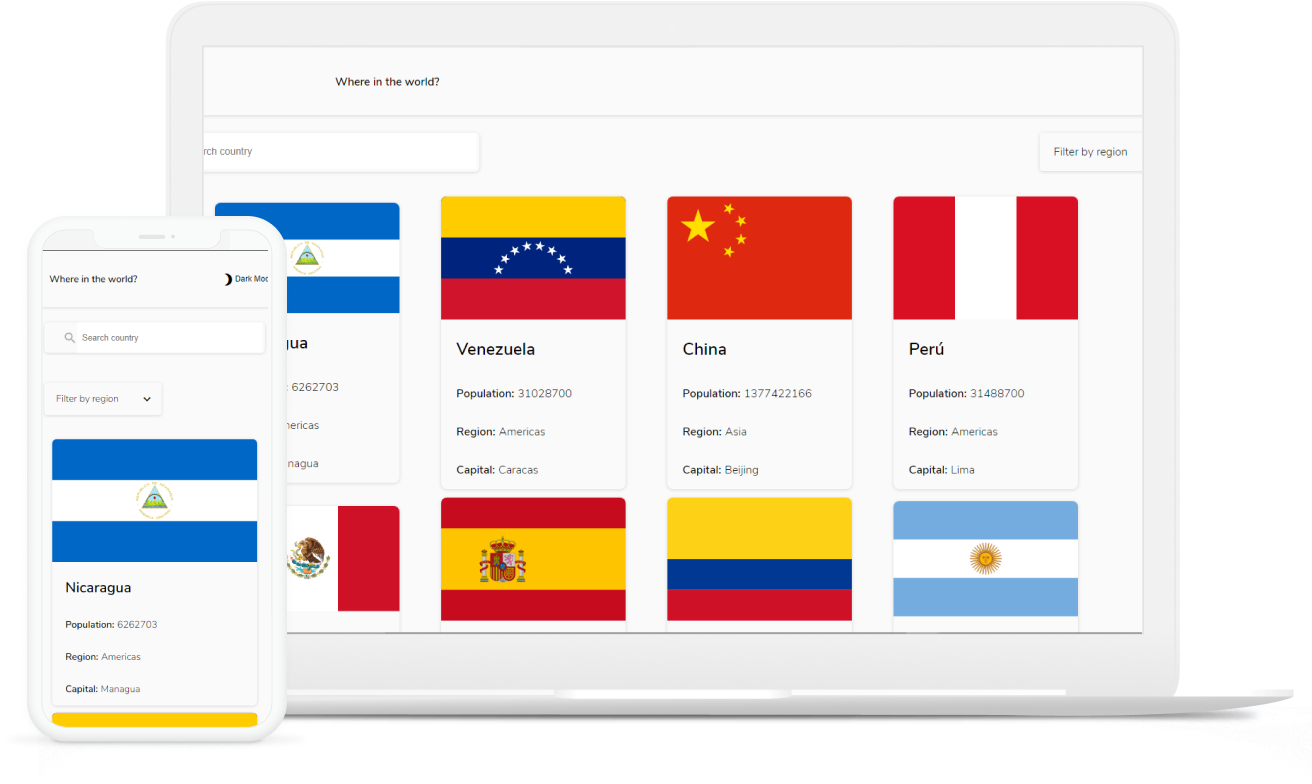 Where in the world?
rch country
Filter by region
gua
: 6262703
ericas
nagua
Venezuela
Population: 31028700
Region: Americas
Capital: Caracas
China
Population: 1377422166
Region: Asia
Capital: Beijing
Perú
Population: 31488700
Region: Americas
Capital: Lima
Where in the world?
Dark Mod
Search country
Filter by region
Nicaragua
Population: 6262703
Region: Americas
Capital: Managua